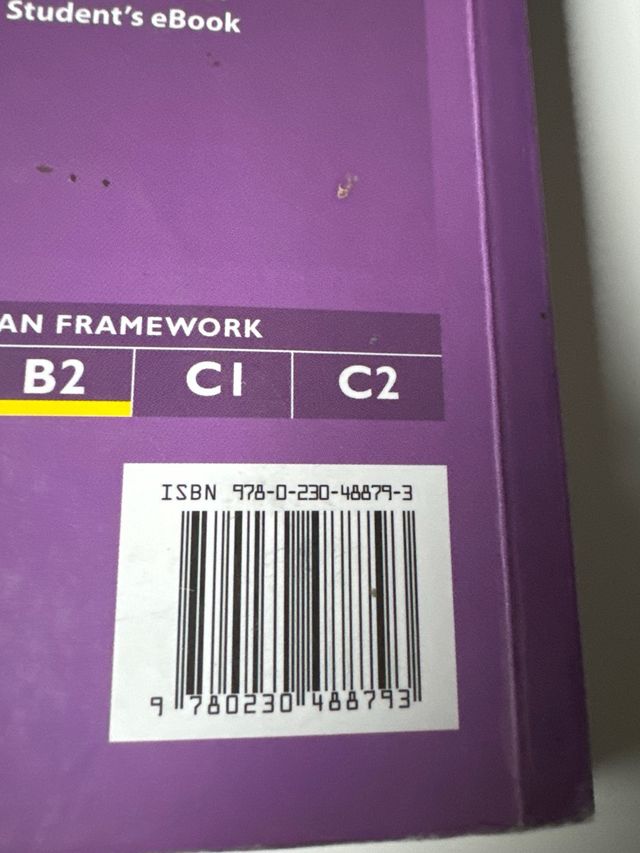 Student's eBook
AN FRAMEWORK
B2 C1 C2
ISBN 978-0-230-48879-3
9 780230 488793